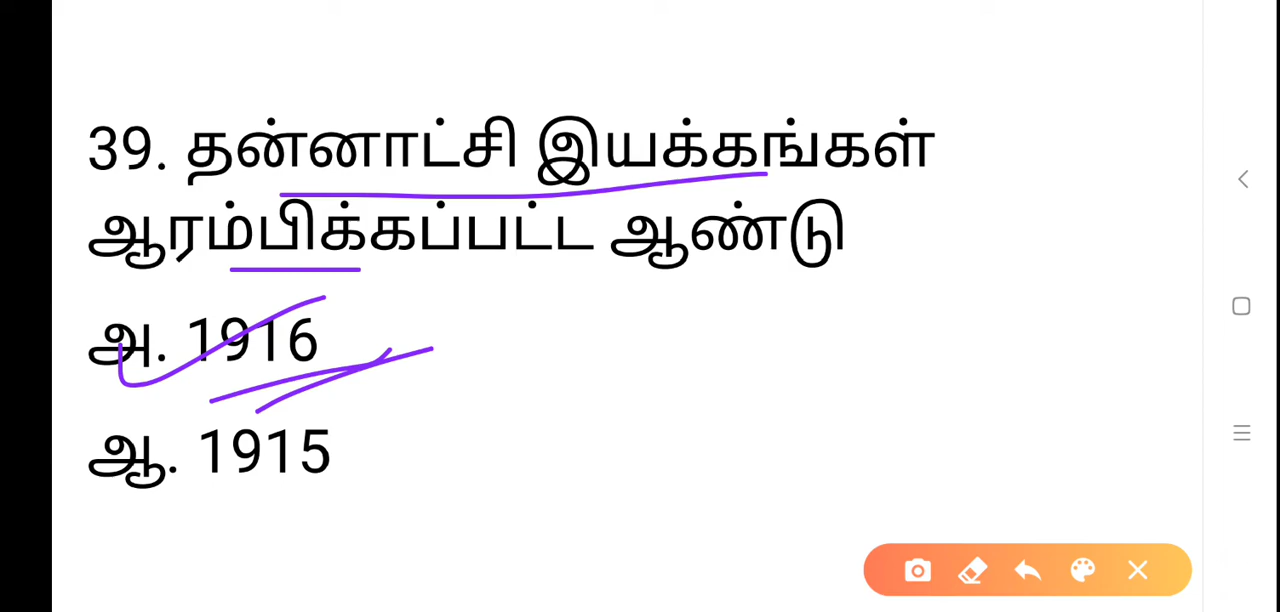 39. தன்னாட்சி இயக்கங்கள்
ஆரம்பிக்கப்பட்ட ஆண்டு
அ. 1916
ஆ. 1915